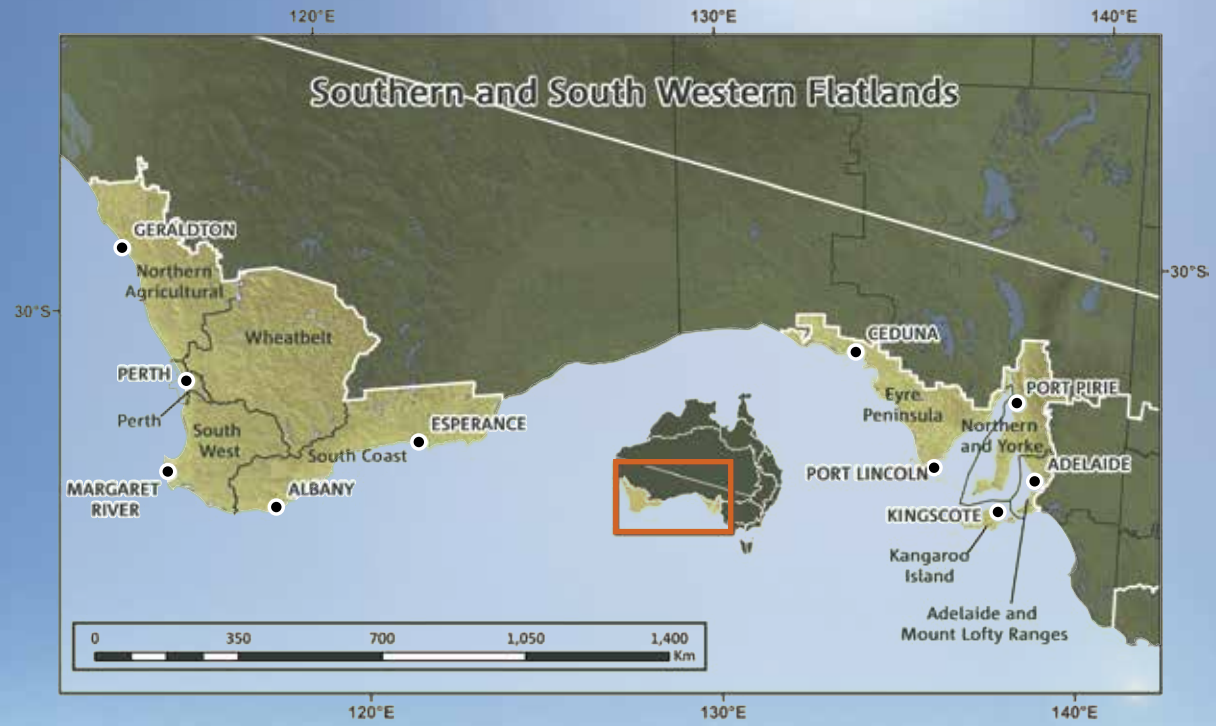 120°E
130°E
140°E
Southern and South Western Flatlands
GERALDTON
Northern
Agricultural
30°S
30°S
Wheatbelt
CEDUNA
PERTH
Perth
PORT PIRIE
Eyre
Peninsula
South
West
ESPERANCE
Northern
and Yorke
South Coast
ADELAIDE
PORT LINCOLN
MARGARET
RIVER
ALBANY
KINGSCOTE
Kangaroo
Island
Adelaide and
Mount Lofty Ranges
0 350 700 1,050 1,400
Km
120°E
130°E
140°E